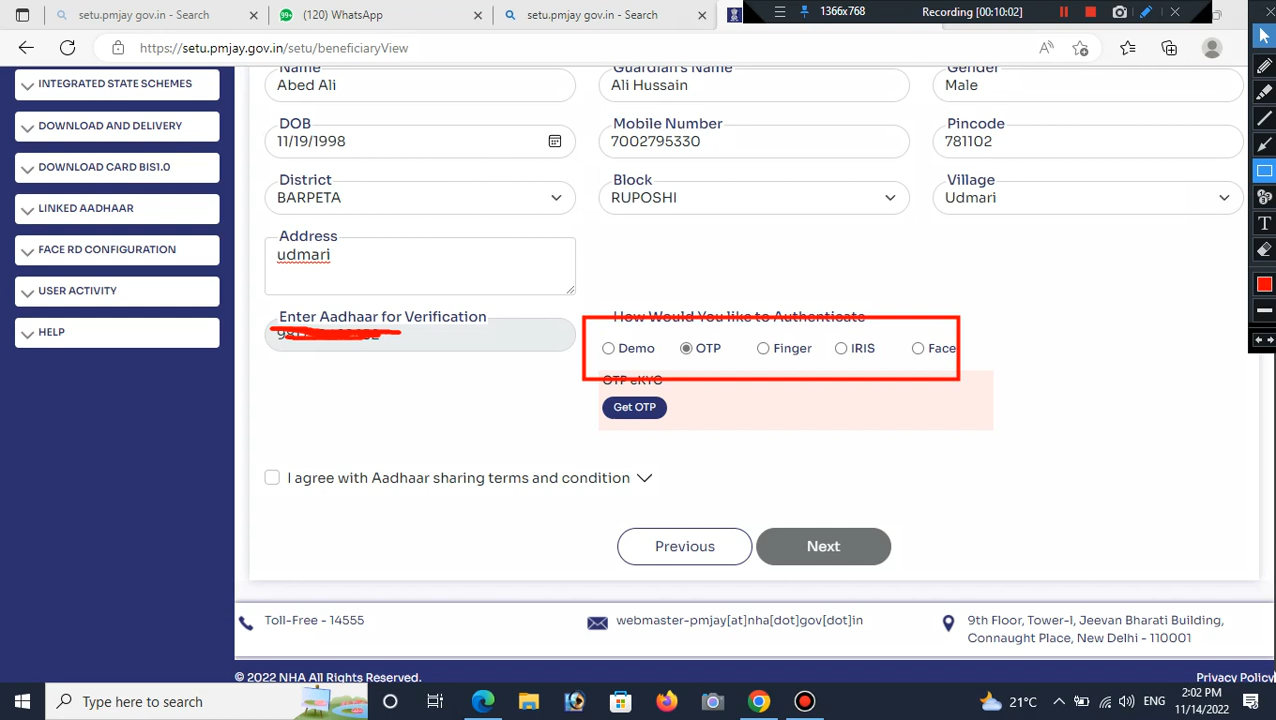 setu.pmjay gov.in - Search
(120) WhatsApp
setu.pmjay gov.in - Search
1366x768
Recording [00:10:02]
https://setu.pmjay.gov.in/setu/beneficiaryView
INTEGRATED STATE SCHEMES
DOWNLOAD AND DELIVERY
DOWNLOAD CARD BIS1.0
LINKED AADHAAR
FACE RD CONFIGURATION
USER ACTIVITY
HELP
Name
Abed Ali
Guardian's Name
Ali Hussain
Gender
Male
DOB
11/19/1998
Mobile Number
7002795330
Pincode
781102
District
BARPETA
Block
RUPOSHI
Village
Udmari
Address
udmari
Enter Aadhaar for Verification
How Would You like to Authenticate
Demo
OTP
Finger
IRIS
Face
OTP eKYC
Get OTP
I agree with Aadhaar sharing terms and condition
Previous
Next
Toll-Free - 14555
webmaster-pmjay[at]nha[dot]gov[dot]in
9th Floor, Tower-I, Jeevan Bharati Building,
Connaught Place, New Delhi - 110001
© 2022 NHA All Rights Reserved.
Privacy Policy
Type here to search
21°C
ENG
2:02 PM
11/14/2022